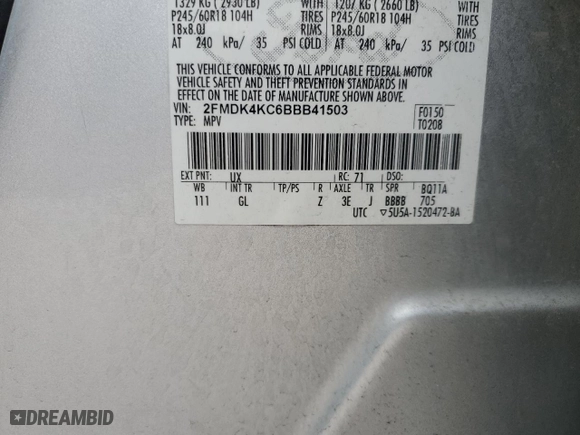 1329 KG ( 2930 LB) WITH 1207 KG ( 2660 LB) WITH
P245/60R18 104H TIRES P245/60R18 104H TIRES
18x8.0J RIMS 18x8.0J RIMS
AT 240 kPa/ 35 PSI COLD AT 240 kPa/ 35 PSI COLD
THIS VEHICLE CONFORMS TO ALL APPLICABLE FEDERAL MOTOR
VEHICLE SAFETY AND THEFT PREVENTION STANDARDS IN
EFFECT ON THE DATE OF MANUFACTURE SHOWN ABOVE.
VIN: 2FMDK4KC6BBB41503 F0150
TYPE: MPV T0208
EXT PNT: UX RC: 71 DSO:
WB INT TR TP/PS R AXLE TR SPR BQ11A
111 GL Z 3E J BBBB 705
UTC ▽5U5A-1520472-BA
DREAMBID